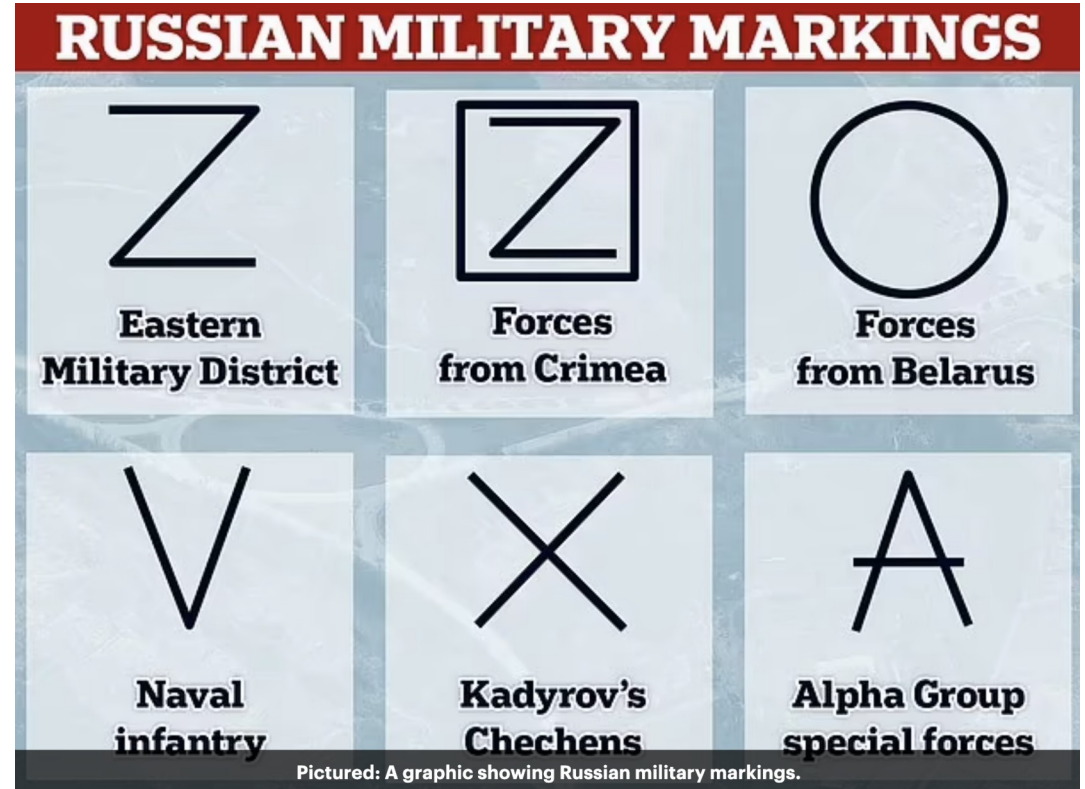 RUSSIAN MILITARY MARKINGS
Z
Eastern
Military District
Z
Forces
from Crimea
O
Forces
from Belarus
V
Naval
infantry
X
Kadyrov's
Chechens
A
Alpha Group
special forces
Pictured: A graphic showing Russian military markings.